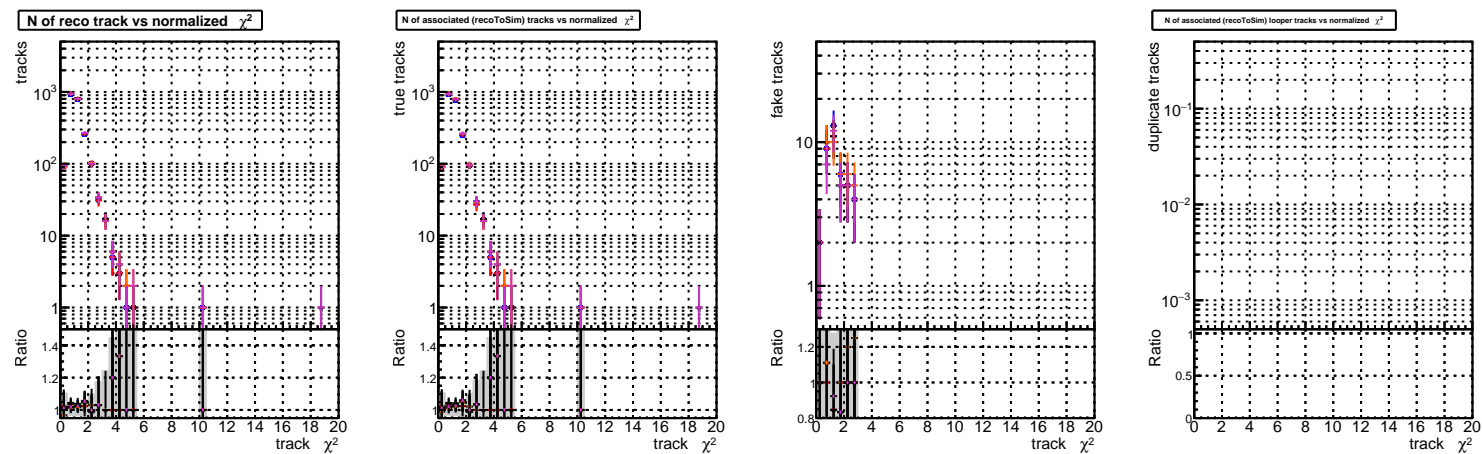 N of reco track vs normalized χ²
tracks
10³
10²
10
1
Ratio
1.4
1.2
1
0 2 4 6 8 10 12 14 16 18 20
track χ²
N of associated (recoToSim) tracks vs normalized χ²
true tracks
10³
10²
10
1
Ratio
1.4
1.2
1
0 2 4 6 8 10 12 14 16 18 20
track χ²
fake tracks
10
1
Ratio
1.2
1
0.8
0 2 4 6 8 10 12 14 16 18 20
track χ²
N of associated (recoToSim) looper tracks vs normalized χ²
duplicate tracks
10⁻¹
10⁻²
10⁻³
Ratio
1
0.5
0
0 2 4 6 8 10 12 14 16 18 20
track χ²